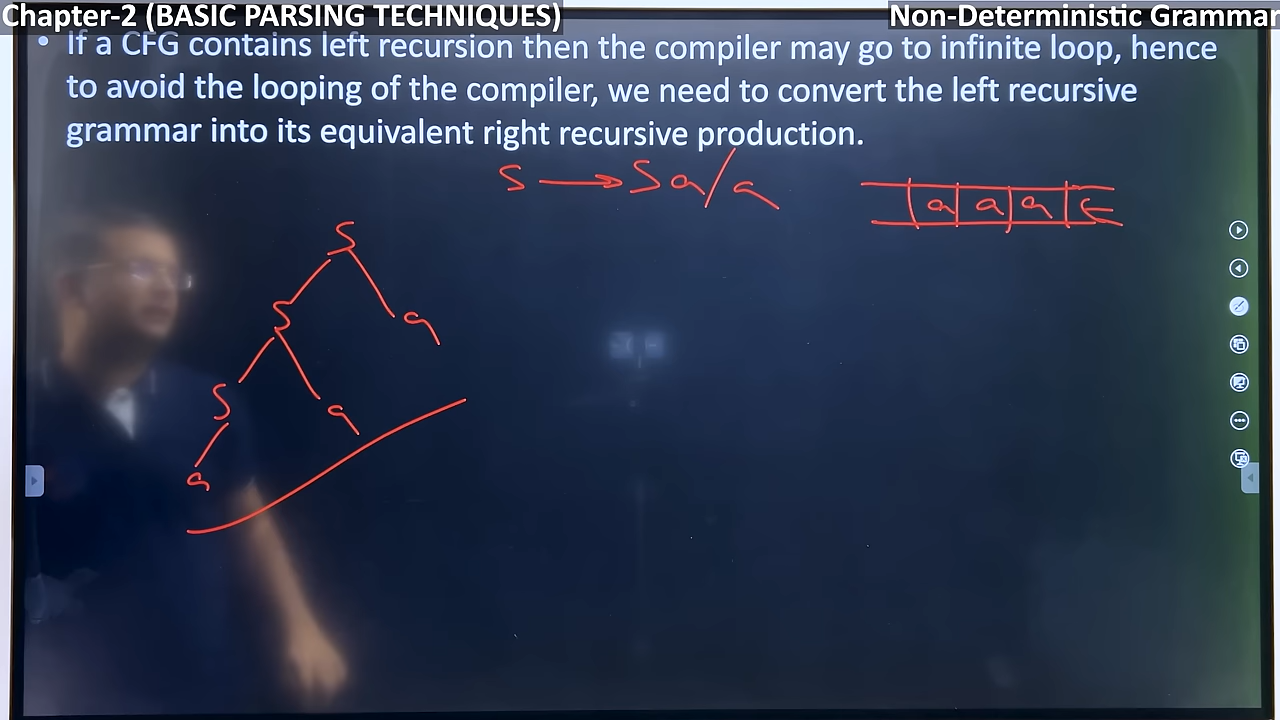 Chapter-2 (BASIC PARSING TECHNIQUES)
Non-Deterministic Grammar
• If a CFG contains left recursion then the compiler may go to infinite loop, hence
to avoid the looping of the compiler, we need to convert the left recursive
grammar into its equivalent right recursive production.
S → Sa/a
a a a ε
S
S a
S a
a